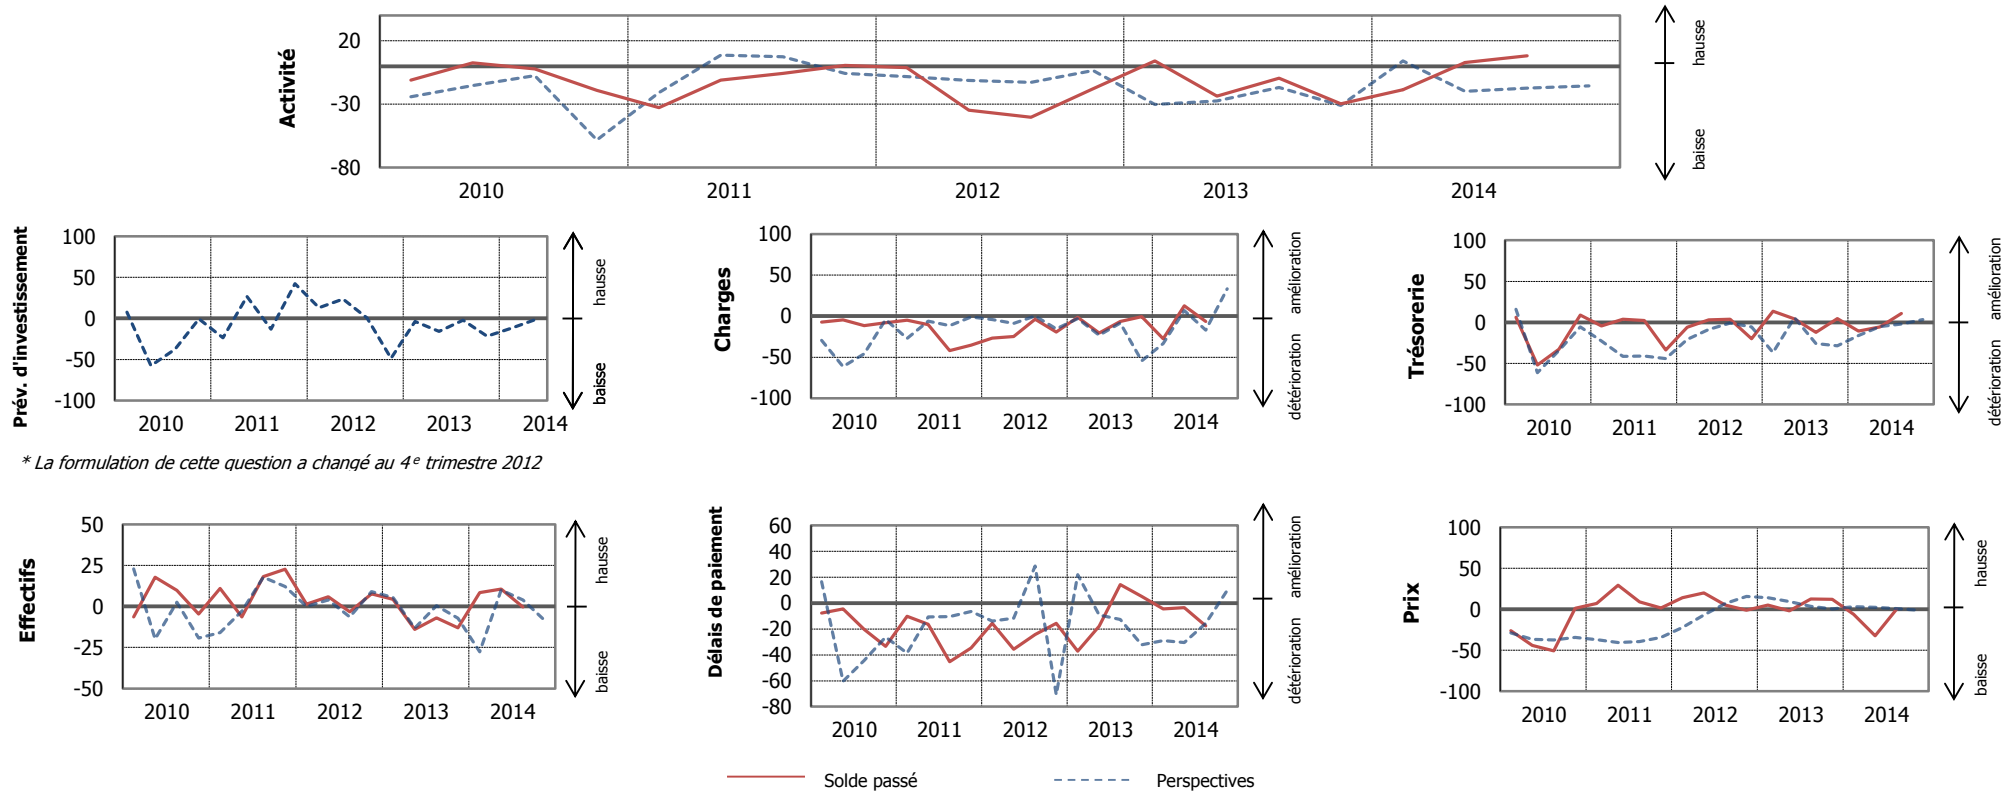 Activité
20
-30
-80
2010 2011 2012 2013 2014
hausse
baisse
Prév. d'investissement
100
50
0
-50
-100
2010 2011 2012 2013 2014
hausse
baisse
* La formulation de cette question a changé au 4e trimestre 2012
Charges
100
50
0
-50
-100
2010 2011 2012 2013 2014
amélioration
détérioration
Trésorerie
100
50
0
-50
-100
2010 2011 2012 2013 2014
amélioration
détérioration
Effectifs
50
25
0
-25
-50
2010 2011 2012 2013 2014
hausse
baisse
Délais de paiement
60
40
20
0
-20
-40
-60
-80
2010 2011 2012 2013 2014
amélioration
détérioration
Prix
100
50
0
-50
-100
2010 2011 2012 2013 2014
hausse
baisse
Solde passé
Perspectives